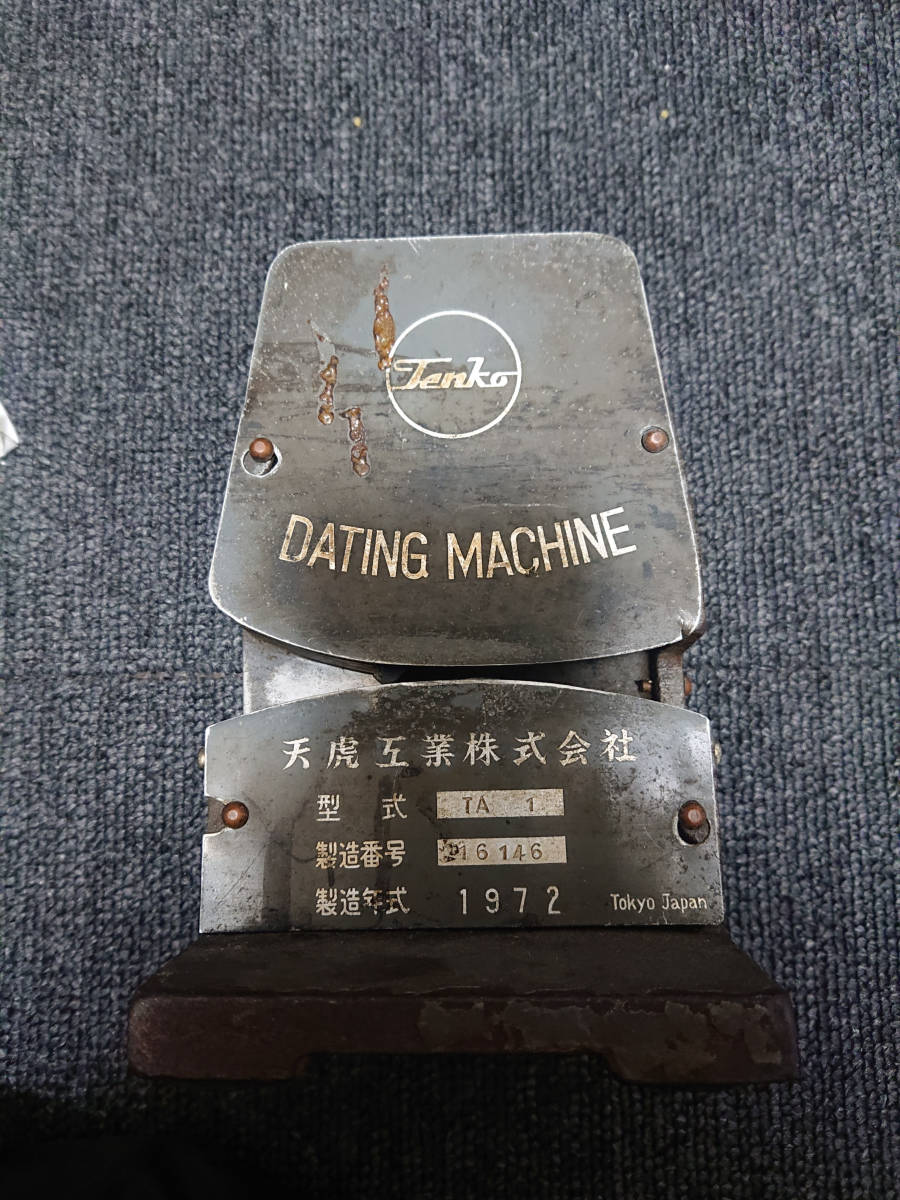 Tenko
DATING MACHINE
天虎工業株式会社
型式 TA 1
製造番号 16146
製造年式 1972 Tokyo Japan